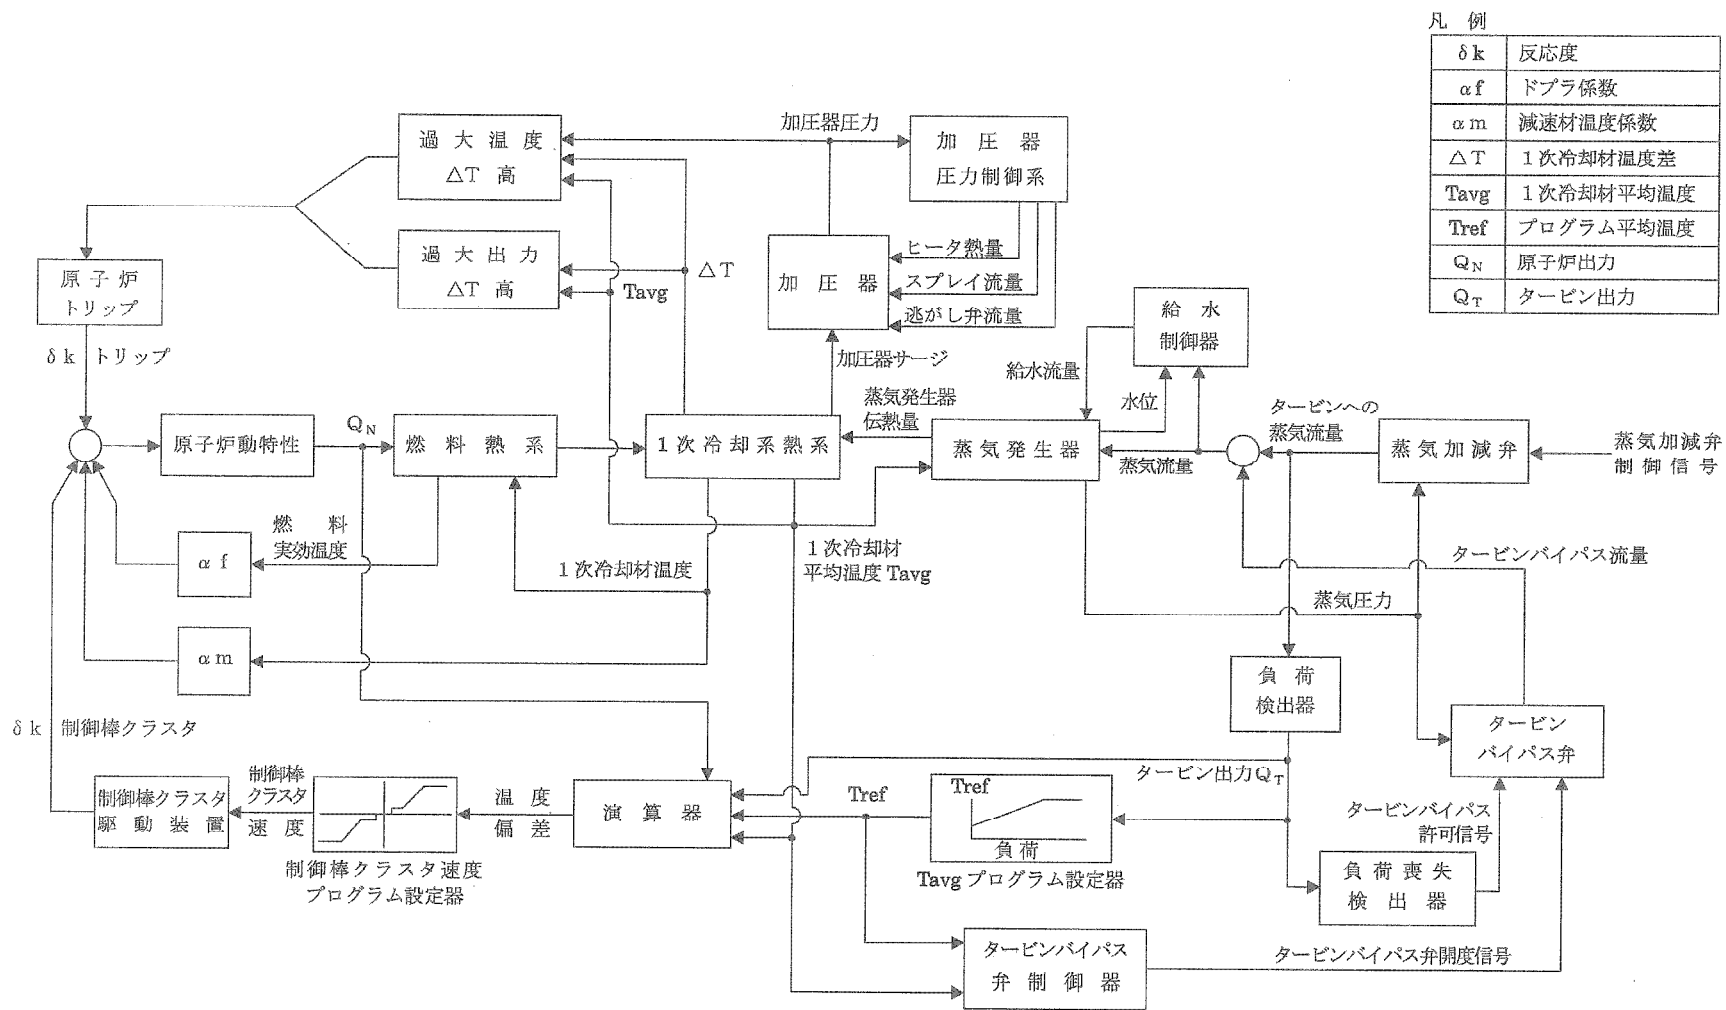 凡 例
δk 反応度
αf ドプラ係数
αm 減速材温度係数
△T 1次冷却材温度差
Tavg 1次冷却材平均温度
Tref プログラム平均温度
QN 原子炉出力
QT タービン出力
過大温度
△T 高
加圧器圧力
加圧器
圧力制御系
過大出力
△T 高
△T
Tavg
加圧器
ヒータ熱量
スプレイ流量
逃がし弁流量
原子炉
トリップ
δk トリップ
加圧器サージ
給水
制御器
給水流量
水位
原子炉動特性
QN
燃料熱系
1次冷却系熱系
蒸気発生器
伝熱量
蒸気発生器
蒸気流量
タービンへの
蒸気流量
蒸気加減弁
蒸気加減弁
制御信号
αf
燃料
実効温度
1次冷却材温度
1次冷却材
平均温度 Tavg
タービンバイパス流量
蒸気圧力
αm
負荷
検出器
タービン
バイパス弁
δk 制御棒クラスタ
制御棒クラスタ
駆動装置
制御棒
クラスタ
速度
制御棒クラスタ速度
プログラム設定器
温度
偏差
演算器
Tref
Tref
負荷
Tavg プログラム設定器
タービン出力QT
タービンバイパス
許可信号
負荷喪失
検出器
タービンバイパス
弁制御器
タービンバイパス弁開度信号